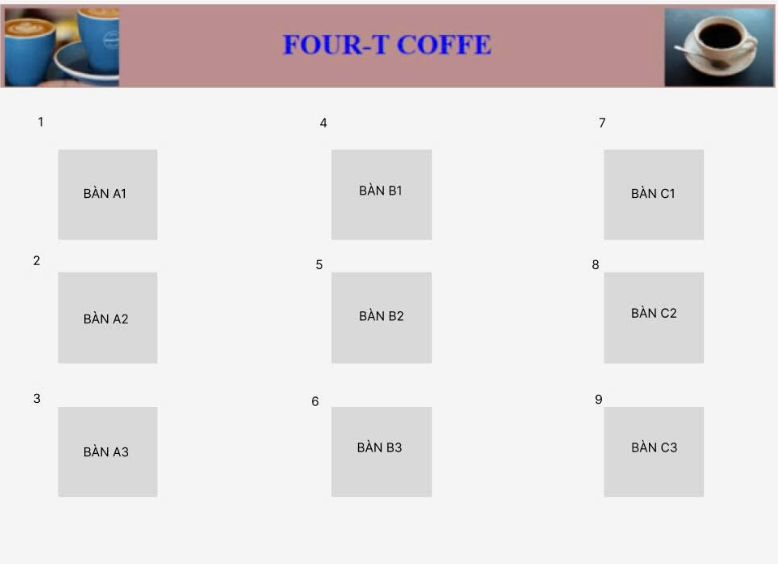 FOUR-T COFFE
1
4
7
BÀN A1
BÀN B1
BÀN C1
2
5
8
BÀN A2
BÀN B2
BÀN C2
3
6
9
BÀN A3
BÀN B3
BÀN C3